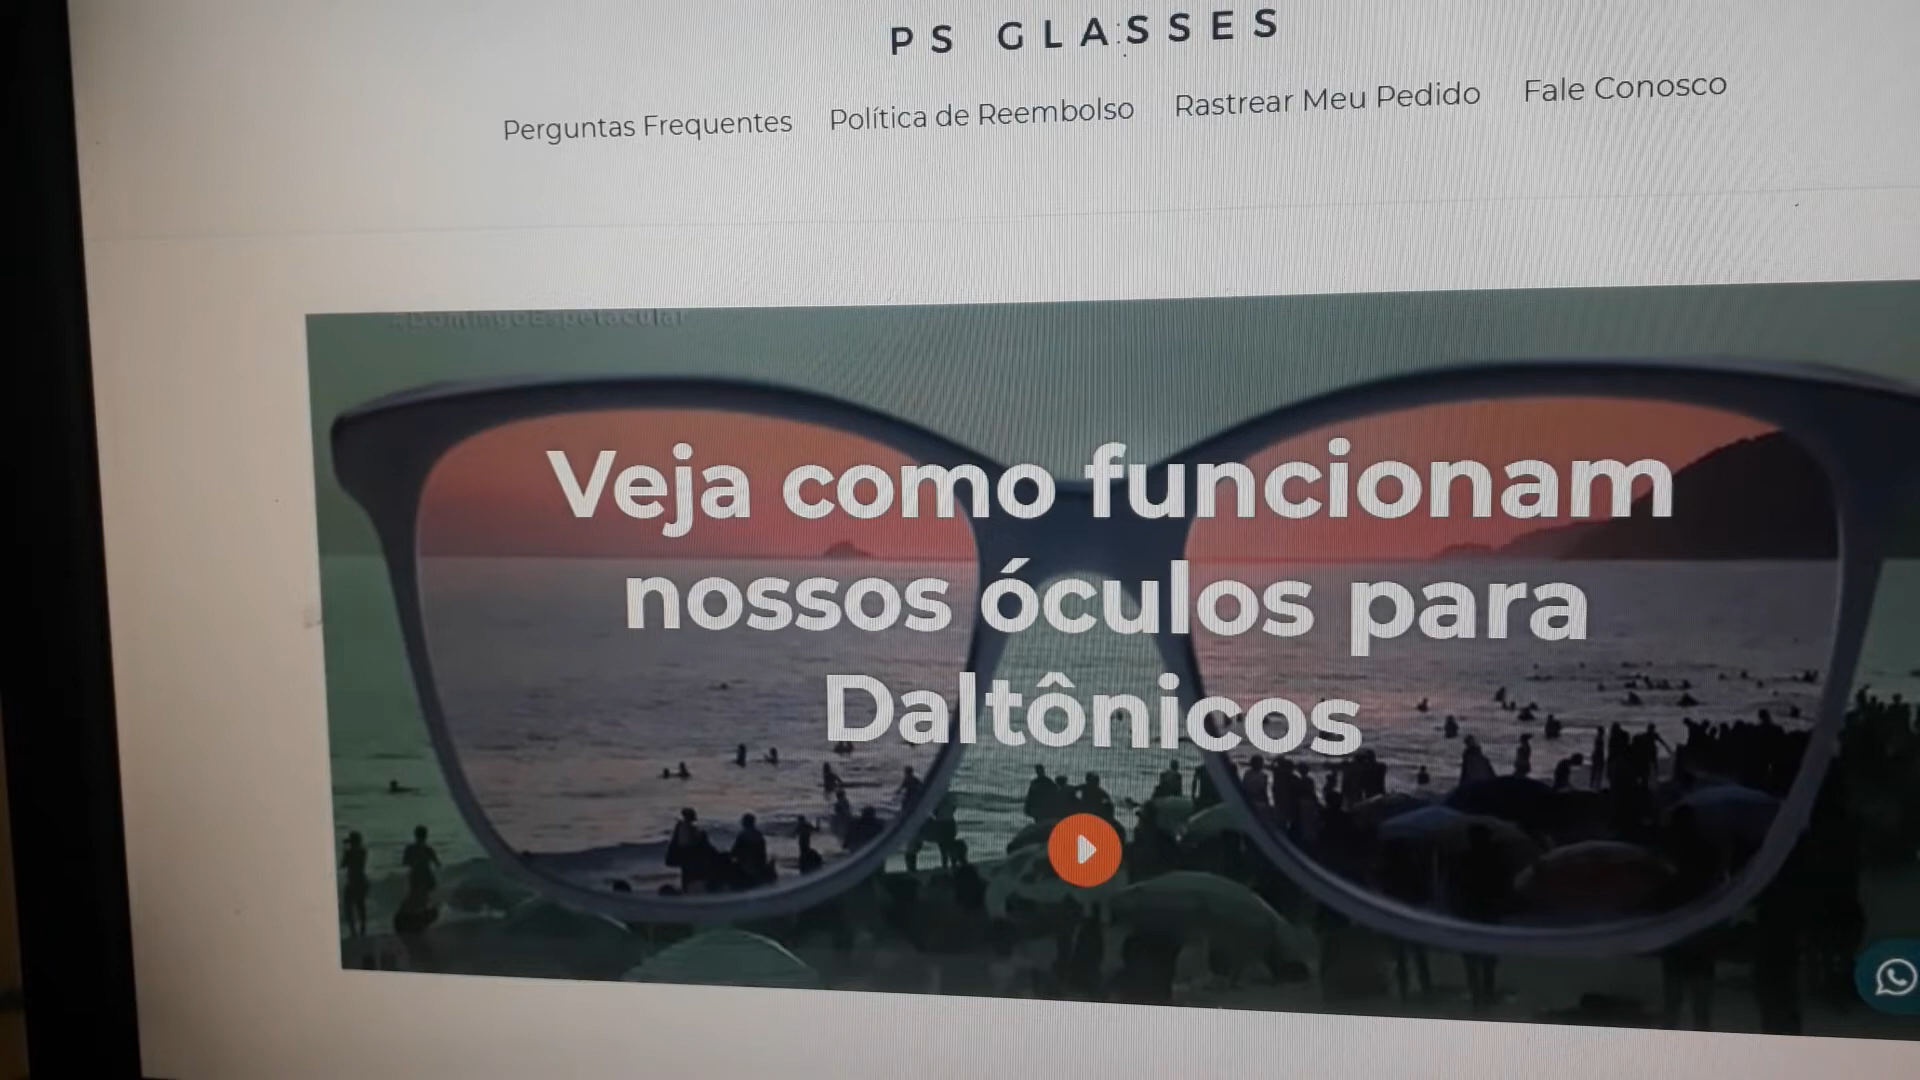 PS GLASSES
Perguntas Frequentes Política de Reembolso Rastrear Meu Pedido Fale Conosco
#DomingoEspetacular
Veja como funcionam
nossos óculos para
Daltônicos